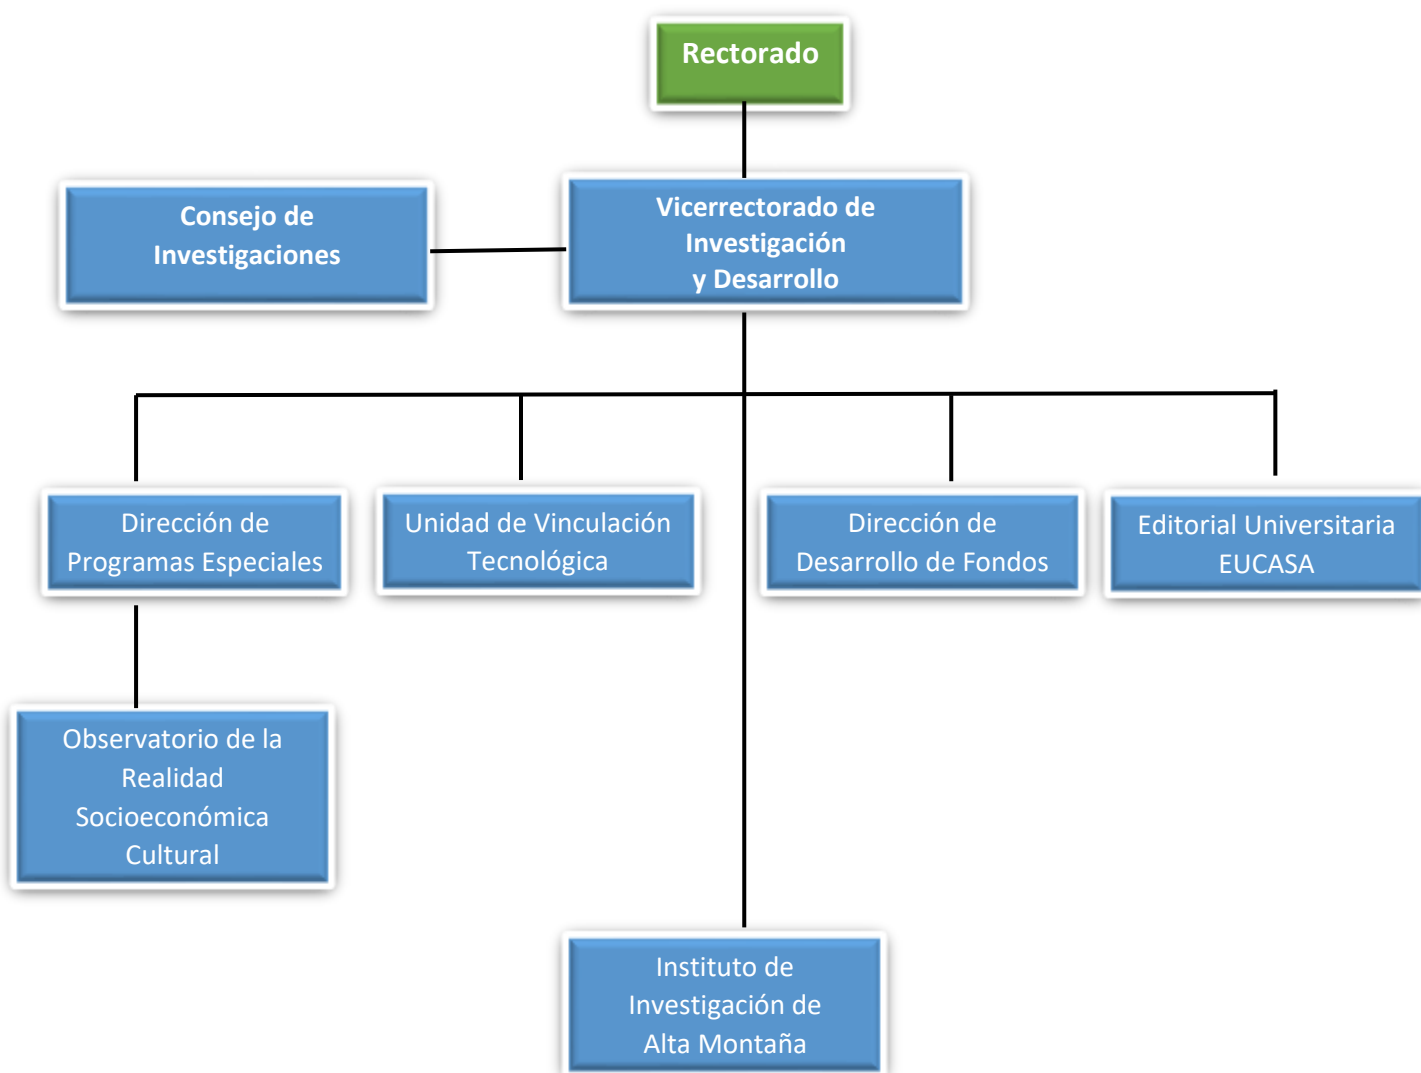 Rectorado
Consejo de
Investigaciones
Vicerrectorado de
Investigación
y Desarrollo
Dirección de
Programas Especiales
Unidad de Vinculación
Tecnológica
Dirección de
Desarrollo de Fondos
Editorial Universitaria
EUCASA
Observatorio de la
Realidad
Socioeconómica
Cultural
Instituto de
Investigación de
Alta Montaña